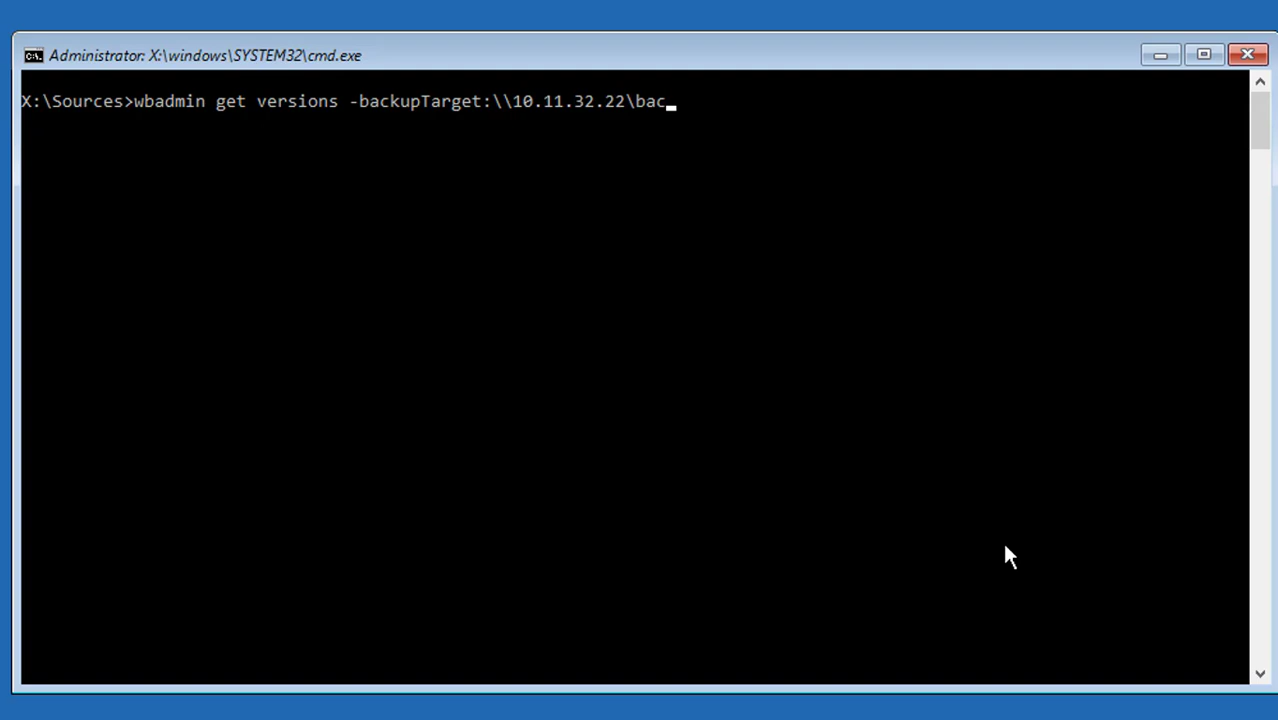 Administrator: X:\windows\SYSTEM32\cmd.exe
X:\Sources>wbadmin get versions -backupTarget:\\10.11.32.22\bac